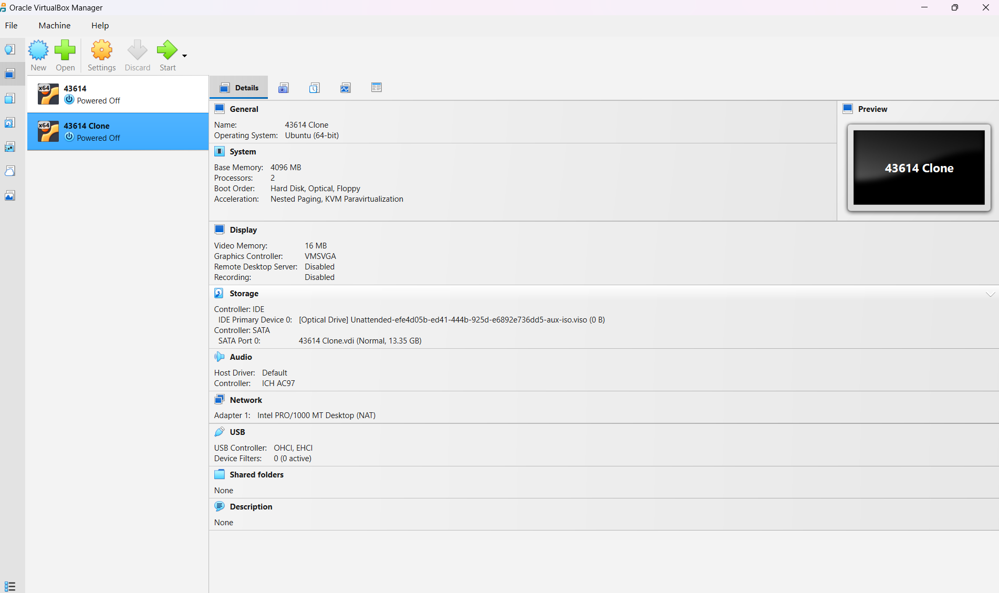 Oracle VirtualBox Manager
File Machine Help
New Open Settings Discard Start
x64 43614
Powered Off
x64 43614 Clone
Powered Off
Details
General
Name: 43614 Clone
Operating System: Ubuntu (64-bit)
Preview
43614 Clone
System
Base Memory: 4096 MB
Processors: 2
Boot Order: Hard Disk, Optical, Floppy
Acceleration: Nested Paging, KVM Paravirtualization
Display
Video Memory: 16 MB
Graphics Controller: VMSVGA
Remote Desktop Server: Disabled
Recording: Disabled
Storage
Controller: IDE
IDE Primary Device 0: [Optical Drive] Unattended-efe4d05b-ed41-444b-925d-e6892e736dd5-aux-iso.viso (0 B)
Controller: SATA
SATA Port 0: 43614 Clone.vdi (Normal, 13.35 GB)
Audio
Host Driver: Default
Controller: ICH AC97
Network
Adapter 1: Intel PRO/1000 MT Desktop (NAT)
USB
USB Controller: OHCI, EHCI
Device Filters: 0 (0 active)
Shared folders
None
Description
None